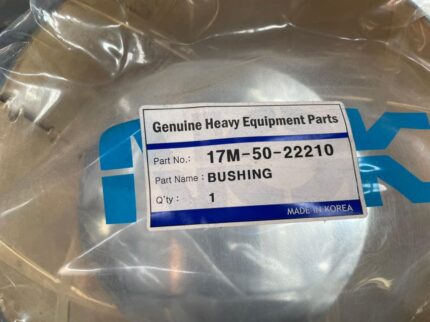 Genuine Heavy Equipment Parts
Part No.: 17M-50-22210
Part Name : BUSHING
Q'ty : 1
MADE IN KOREA